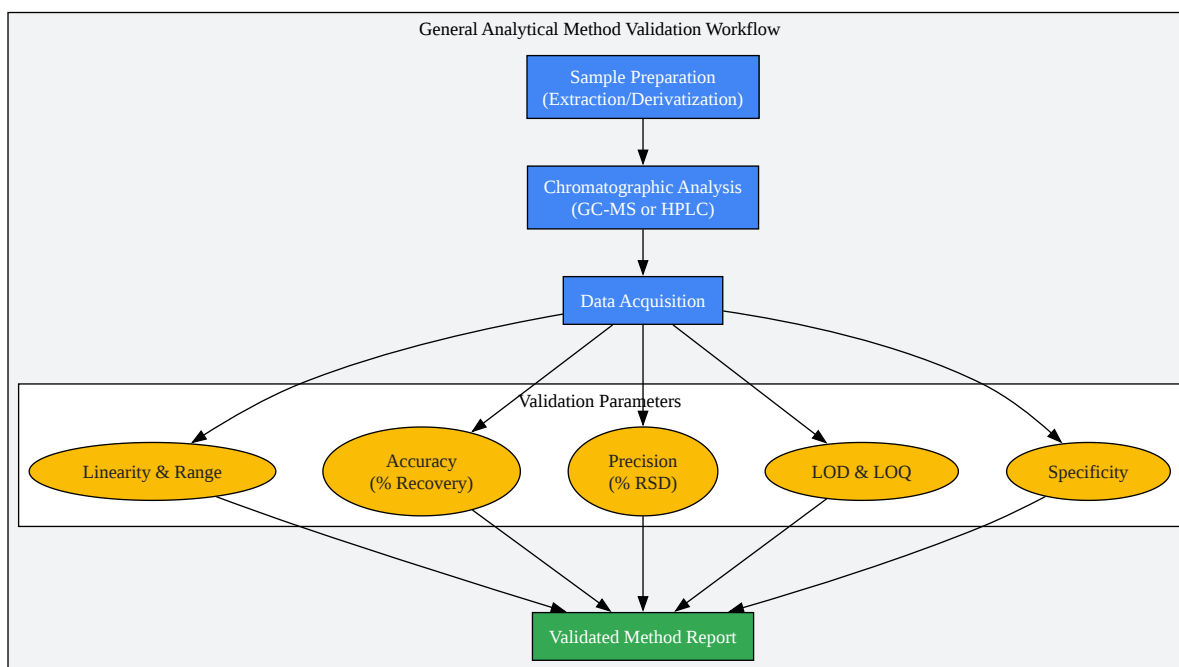 General Analytical Method Validation Workflow
Sample Preparation
(Extraction/Derivatization)
Chromatographic Analysis
(GC-MS or HPLC)
Data Acquisition
Validation Parameters
Linearity & Range
Accuracy
(% Recovery)
Precision
(% RSD)
LOD & LOQ
Specificity
Validated Method Report